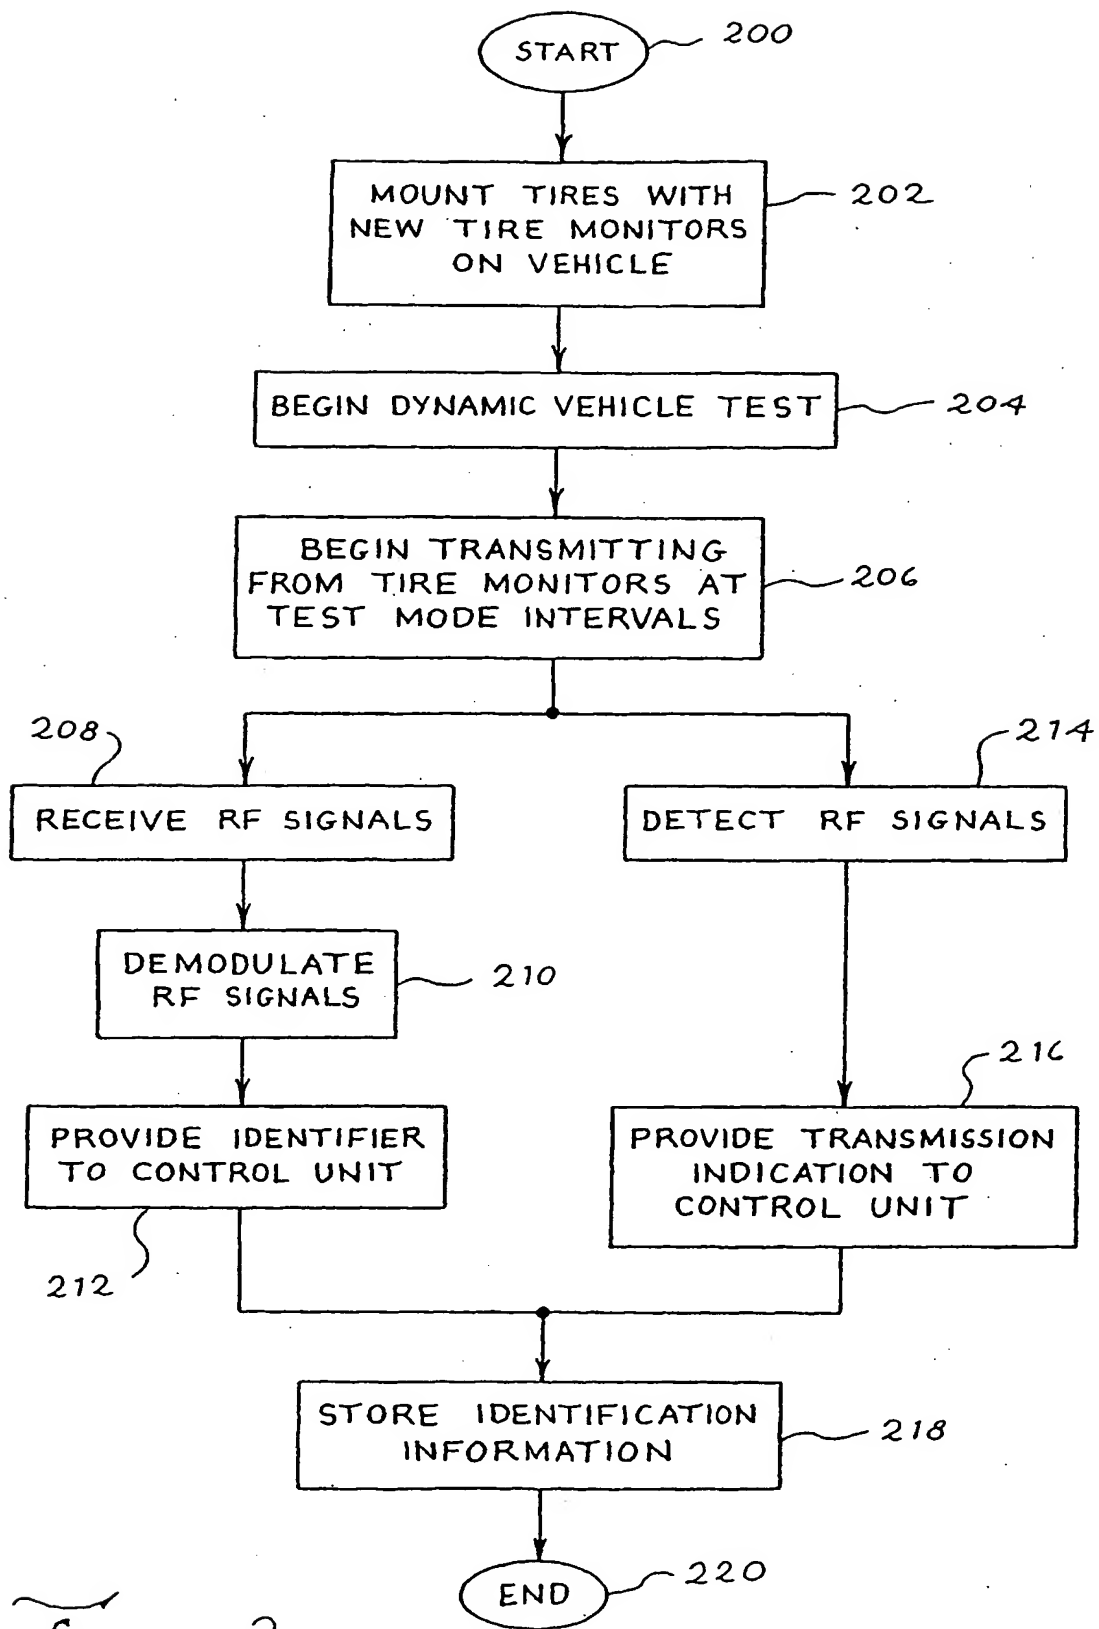 START
200
MOUNT TIRES WITH
NEW TIRE MONITORS
ON VEHICLE
202
BEGIN DYNAMIC VEHICLE TEST
204
BEGIN TRANSMITTING
FROM TIRE MONITORS AT
TEST MODE INTERVALS
206
208
RECEIVE RF SIGNALS
214
DETECT RF SIGNALS
DEMODULATE
RF SIGNALS
210
216
PROVIDE IDENTIFIER
TO CONTROL UNIT
212
PROVIDE TRANSMISSION
INDICATION TO
CONTROL UNIT
STORE IDENTIFICATION
INFORMATION
218
END
220